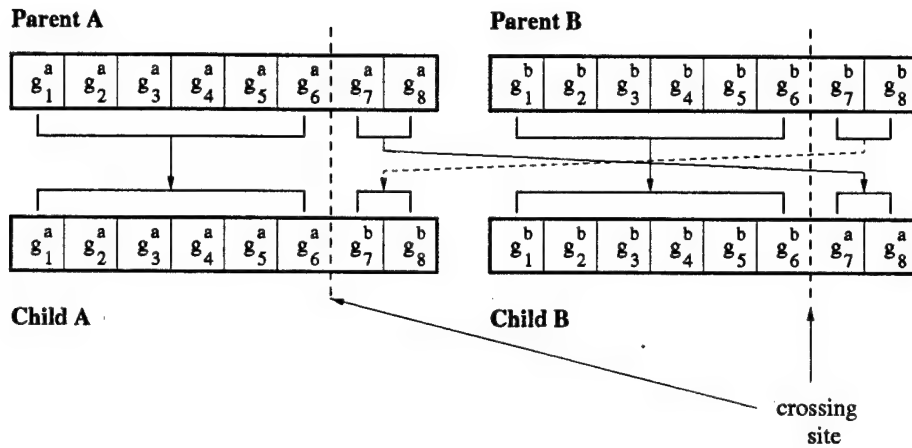 Parent A
Parent B
g₁ᵃ g₂ᵃ g₃ᵃ g₄ᵃ g₅ᵃ g₆ᵃ g₇ᵃ g₈ᵃ
g₁ᵇ g₂ᵇ g₃ᵇ g₄ᵇ g₅ᵇ g₆ᵇ g₇ᵇ g₈ᵇ
g₁ᵃ g₂ᵃ g₃ᵃ g₄ᵃ g₅ᵃ g₆ᵃ g₇ᵇ g₈ᵇ
g₁ᵇ g₂ᵇ g₃ᵇ g₄ᵇ g₅ᵇ g₆ᵇ g₇ᵃ g₈ᵃ
Child A
Child B
crossing
site